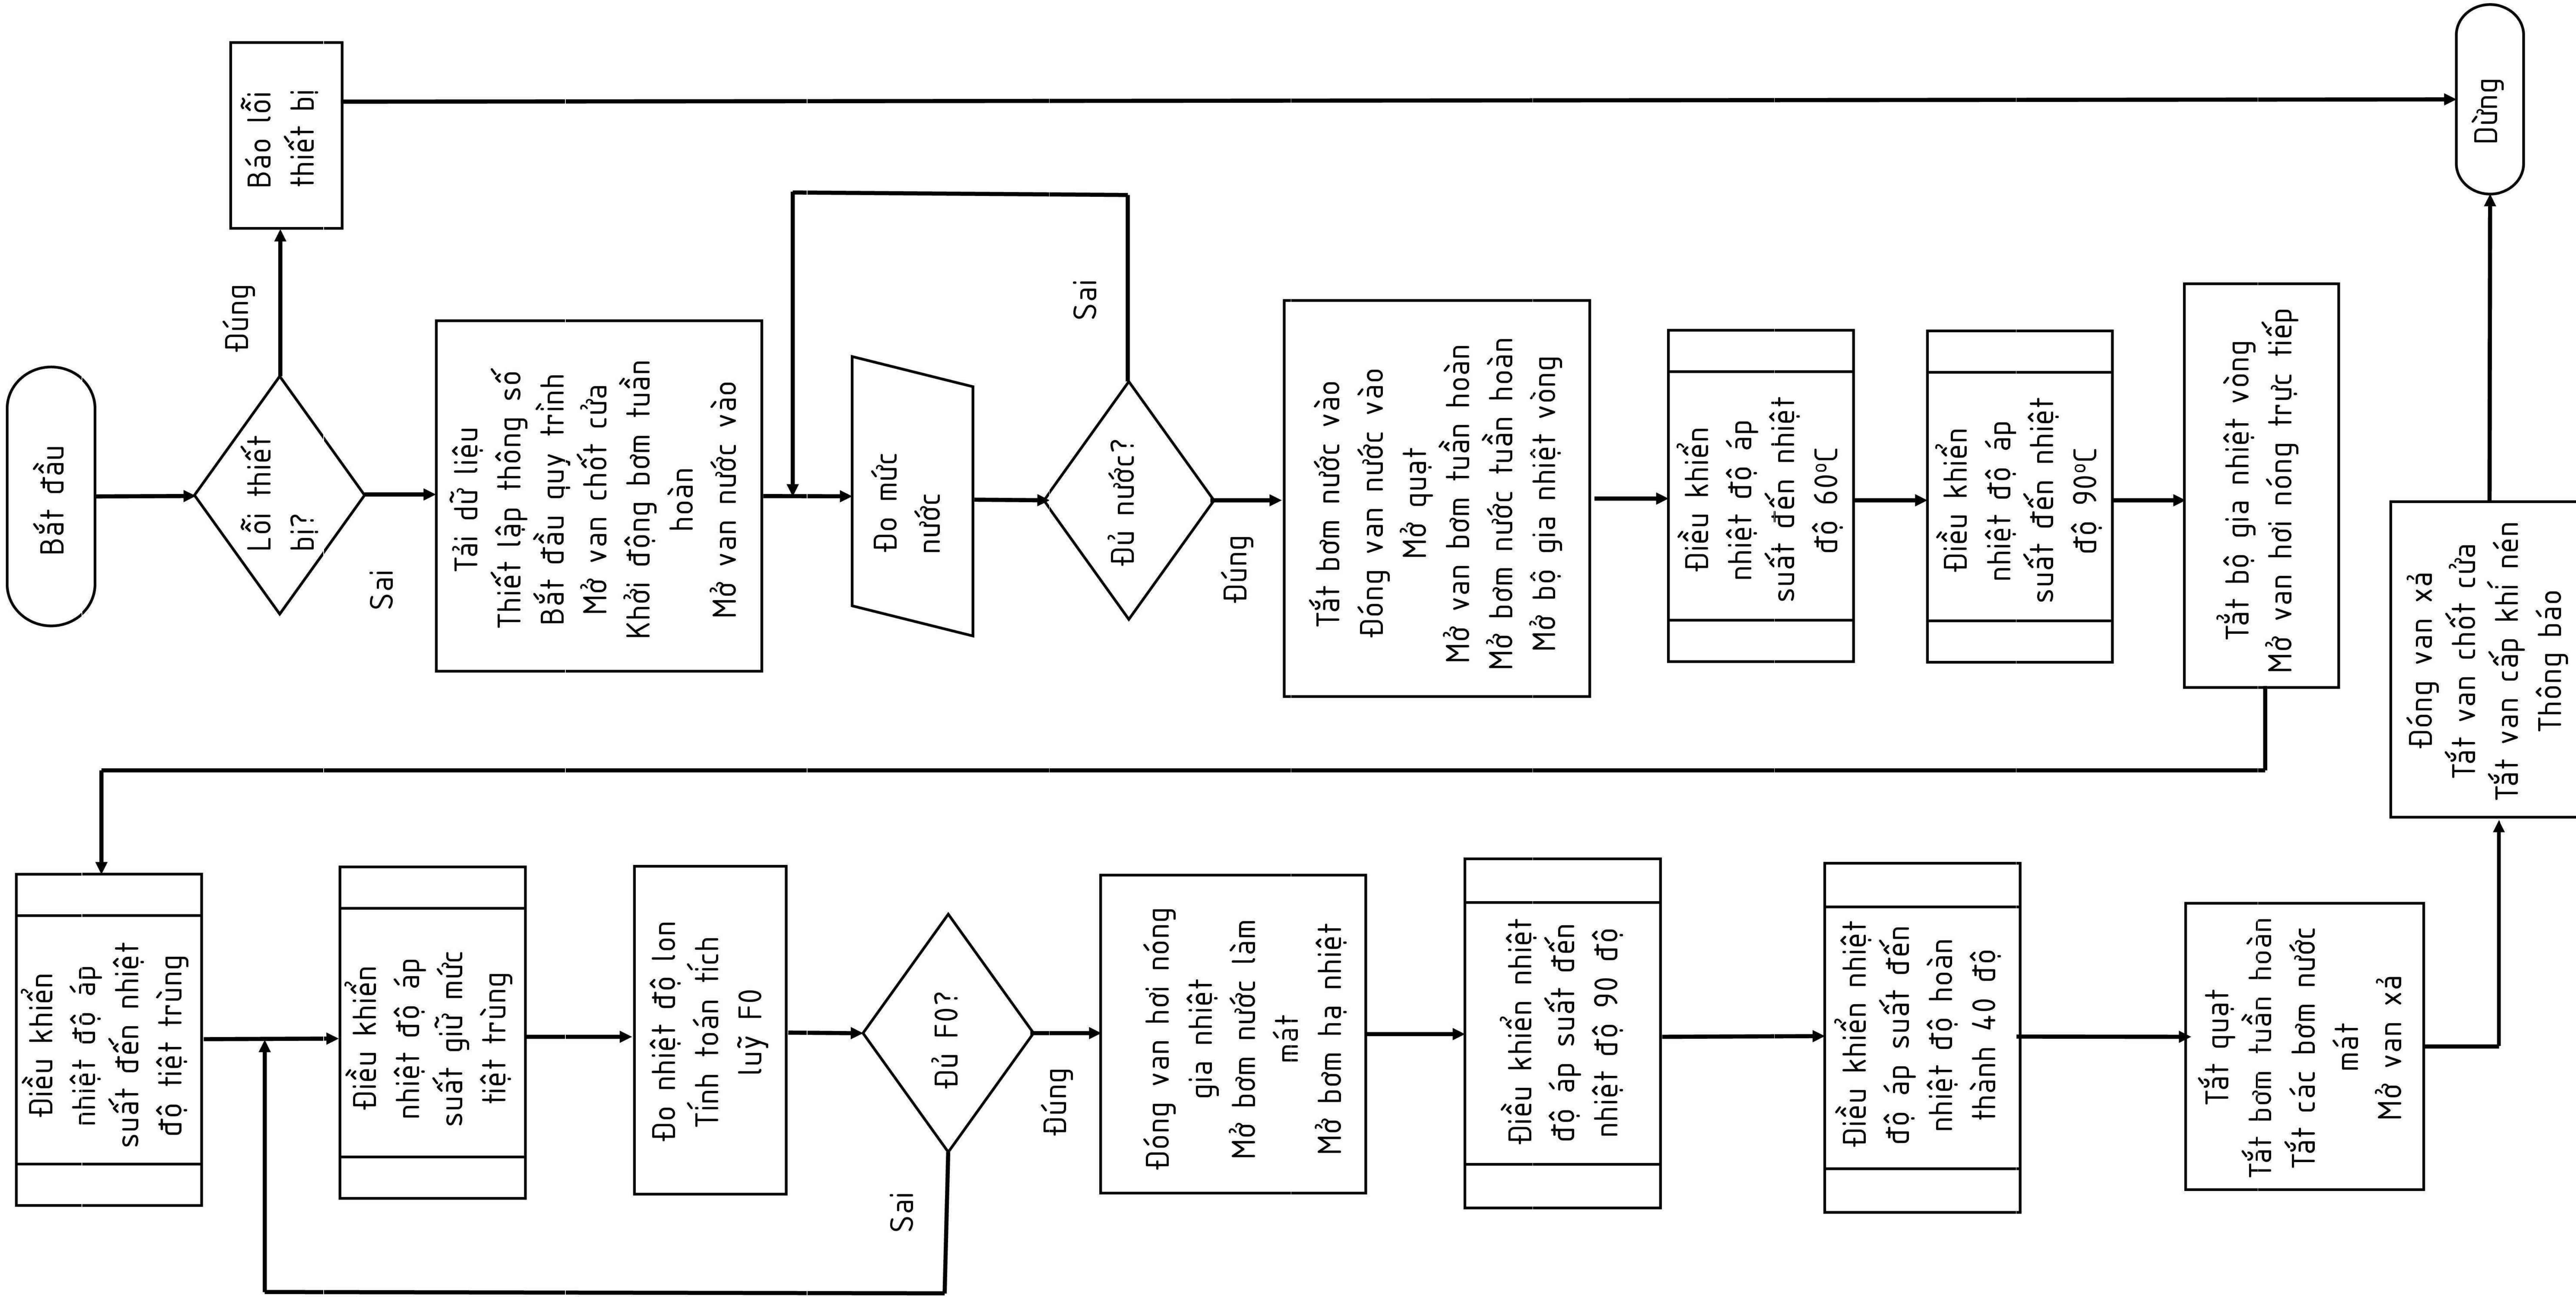 Bắt đầu
Lỗi thiết
bị?
Đúng
Báo lỗi
thiết bị
Sai
Tải dữ liệu
Thiết lập thông số
Bắt đầu quy trình
Mở van chốt cửa
Khởi động bơm tuần
hoàn
Mở van nước vào
Đo mức
nước
Đủ nước?
Sai
Đúng
Tắt bơm nước vào
Đóng van nước vào
Mở quạt
Mở van bơm tuần hoàn
Mở bơm nước tuần hoàn
Mở bộ gia nhiệt vòng
Điều khiển
nhiệt độ áp
suất đến nhiệt
độ 60ºC
Điều khiển
nhiệt độ áp
suất đến nhiệt
độ 90ºC
Tắt bộ gia nhiệt vòng
Mở van hơi nóng trực tiếp
Điều khiển
nhiệt độ áp
suất đến nhiệt
độ tiệt trùng
Điều khiển
nhiệt độ áp
suất giữ mức
tiệt trùng
Đo nhiệt độ lon
Tính toán tích
luỹ F0
Đủ F0?
Sai
Đúng
Đóng van hơi nóng
gia nhiệt
Mở bơm nước làm
mát
Mở bơm hạ nhiệt
Điều khiển nhiệt
độ áp suất đến
nhiệt độ 90 độ
Điều khiển nhiệt
độ áp suất đến
nhiệt độ hoàn
thành 40 độ
Tắt quạt
Tắt bơm tuần hoàn
Tắt các bơm nước
mát
Mở van xả
Đóng van xả
Tắt van chốt cửa
Tắt van cấp khí nén
Thông báo
Dừng